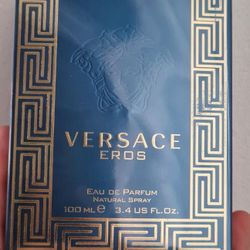 VERSACE
EROS
EAU DE PARFUM
NATURAL SPRAY
100 ML ℮ 3.4 US FL.OZ.